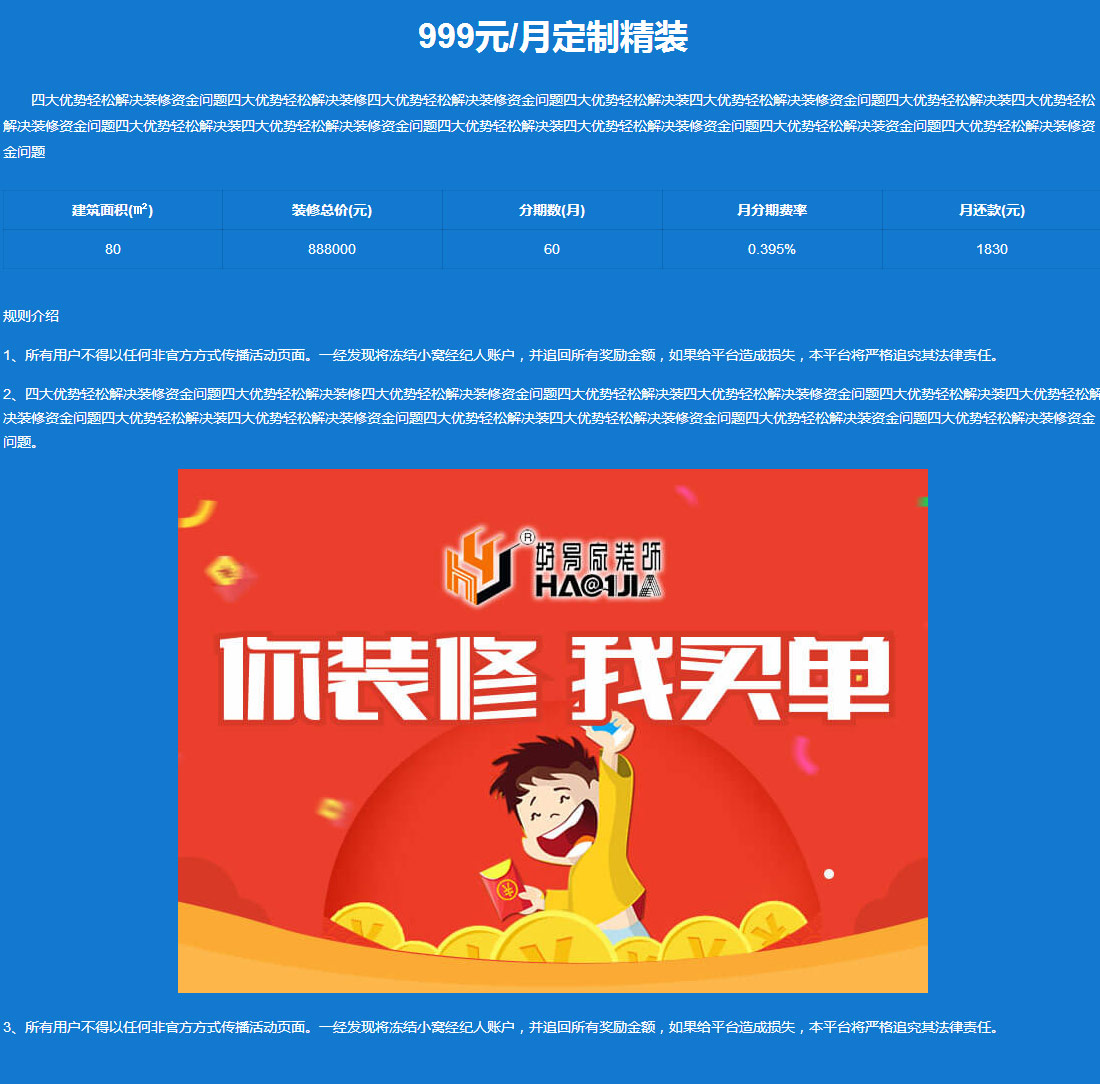 999元/月定制精装
四大优势轻松解决装修资金问题四大优势轻松解决装修四大优势轻松解决装修资金问题四大优势轻松解决装四大优势轻松解决装修资金问题四大优势轻松解决装四大优势轻松
解决装修资金问题四大优势轻松解决装四大优势轻松解决装修资金问题四大优势轻松解决装四大优势轻松解决装修资金问题四大优势轻松解决装资金问题四大优势轻松解决装修资
金问题
建筑面积(㎡) 装修总价(元) 分期数(月) 月分期费率 月还款(元)
80 888000 60 0.395% 1830
规则介绍
1、所有用户不得以任何非官方方式传播活动页面。一经发现将冻结小窝经纪人账户，并追回所有奖励金额，如果给平台造成损失，本平台将严格追究其法律责任。
2、四大优势轻松解决装修资金问题四大优势轻松解决装修四大优势轻松解决装修资金问题四大优势轻松解决装四大优势轻松解决装修资金问题四大优势轻松解决装四大优势轻松解
决装修资金问题四大优势轻松解决装四大优势轻松解决装修资金问题四大优势轻松解决装四大优势轻松解决装修资金问题四大优势轻松解决装资金问题四大优势轻松解决装修资金
问题。
好易家装饰
HA@1JIA
你装修 我买单
3、所有用户不得以任何非官方方式传播活动页面。一经发现将冻结小窝经纪人账户，并追回所有奖励金额，如果给平台造成损失，本平台将严格追究其法律责任。